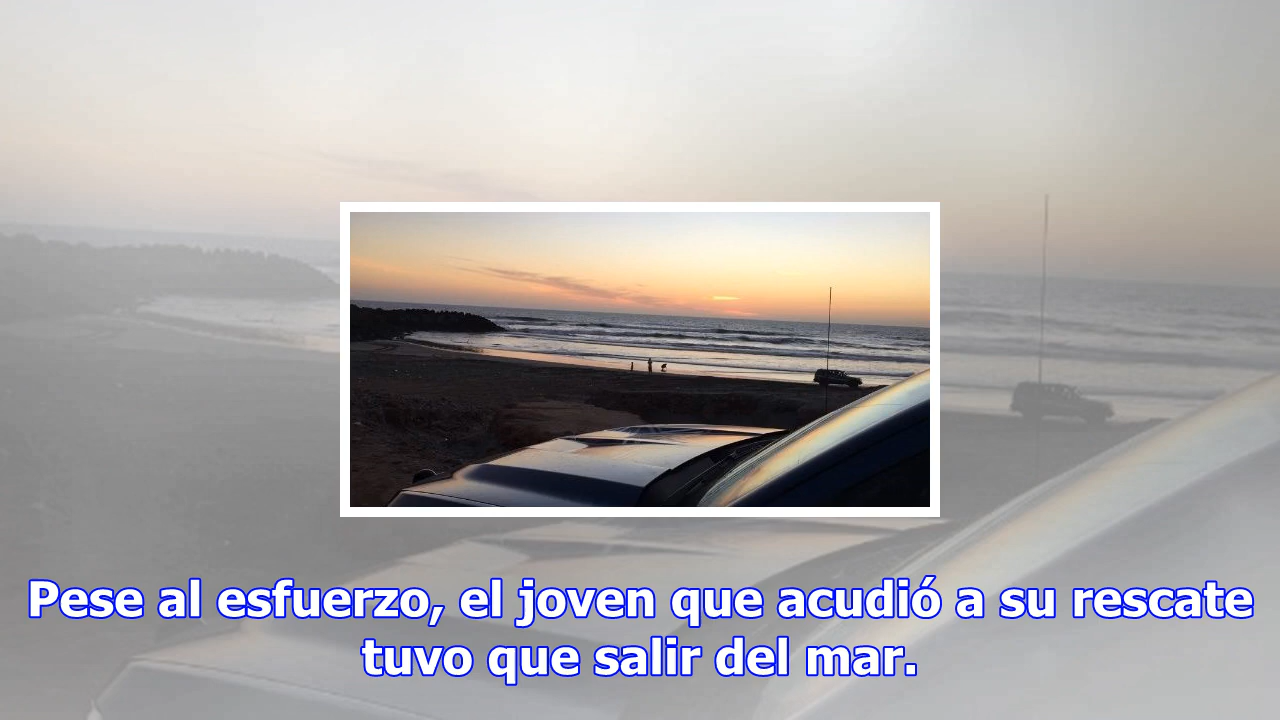 Pese al esfuerzo, el joven que acudió a su rescate
tuvo que salir del mar.